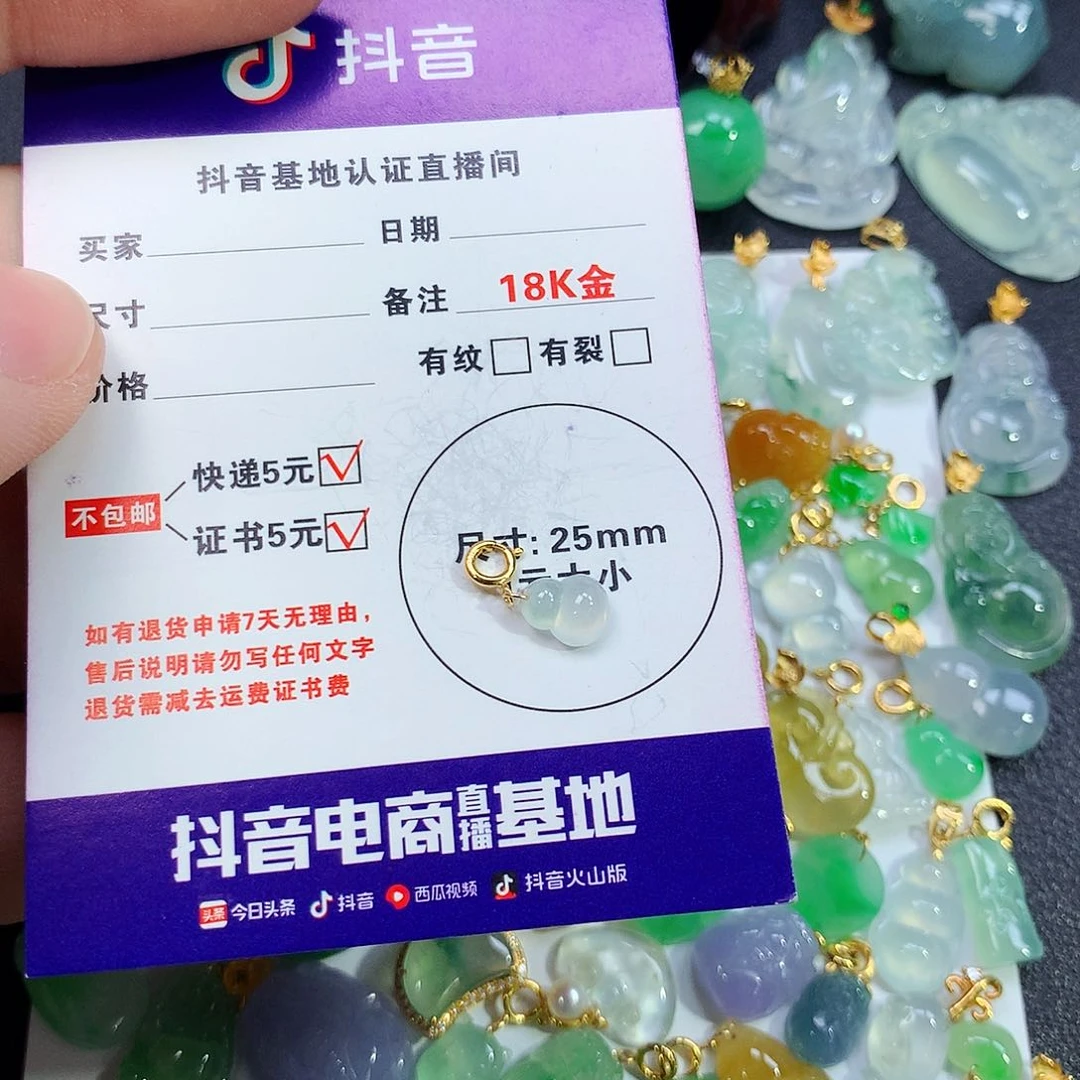 抖音
抖音基地认证直播间
买家 日期
尺寸 备注 18K金
有纹 有裂
价格
快递5元
不包邮
证书5元
尺寸: 25mm
元大小
如有退货申请7天无理由，
售后说明请勿写任何文字
退货需减去运费证书费
抖音电商直播基地
头条 今日头条 抖音 西瓜视频 抖音火山版